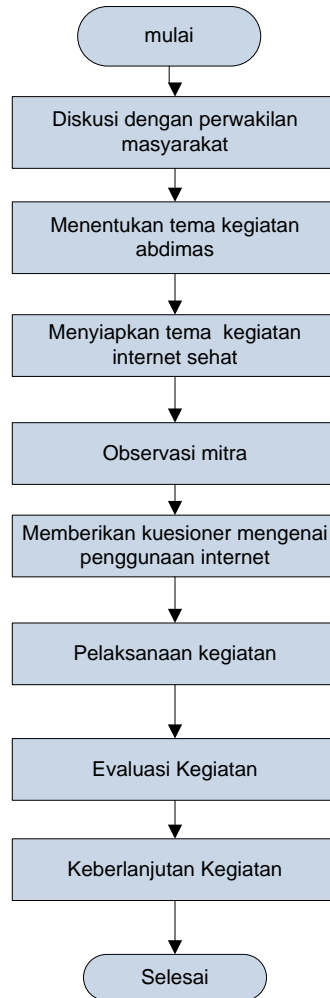 mulai
Diskusi dengan perwakilan
masyarakat
Menentukan tema kegiatan
abdimas
Menyiapkan tema kegiatan
internet sehat
Observasi mitra
Memberikan kuesioner mengenai
penggunaan internet
Pelaksanaan kegiatan
Evaluasi Kegiatan
Keberlanjutan Kegiatan
Selesai